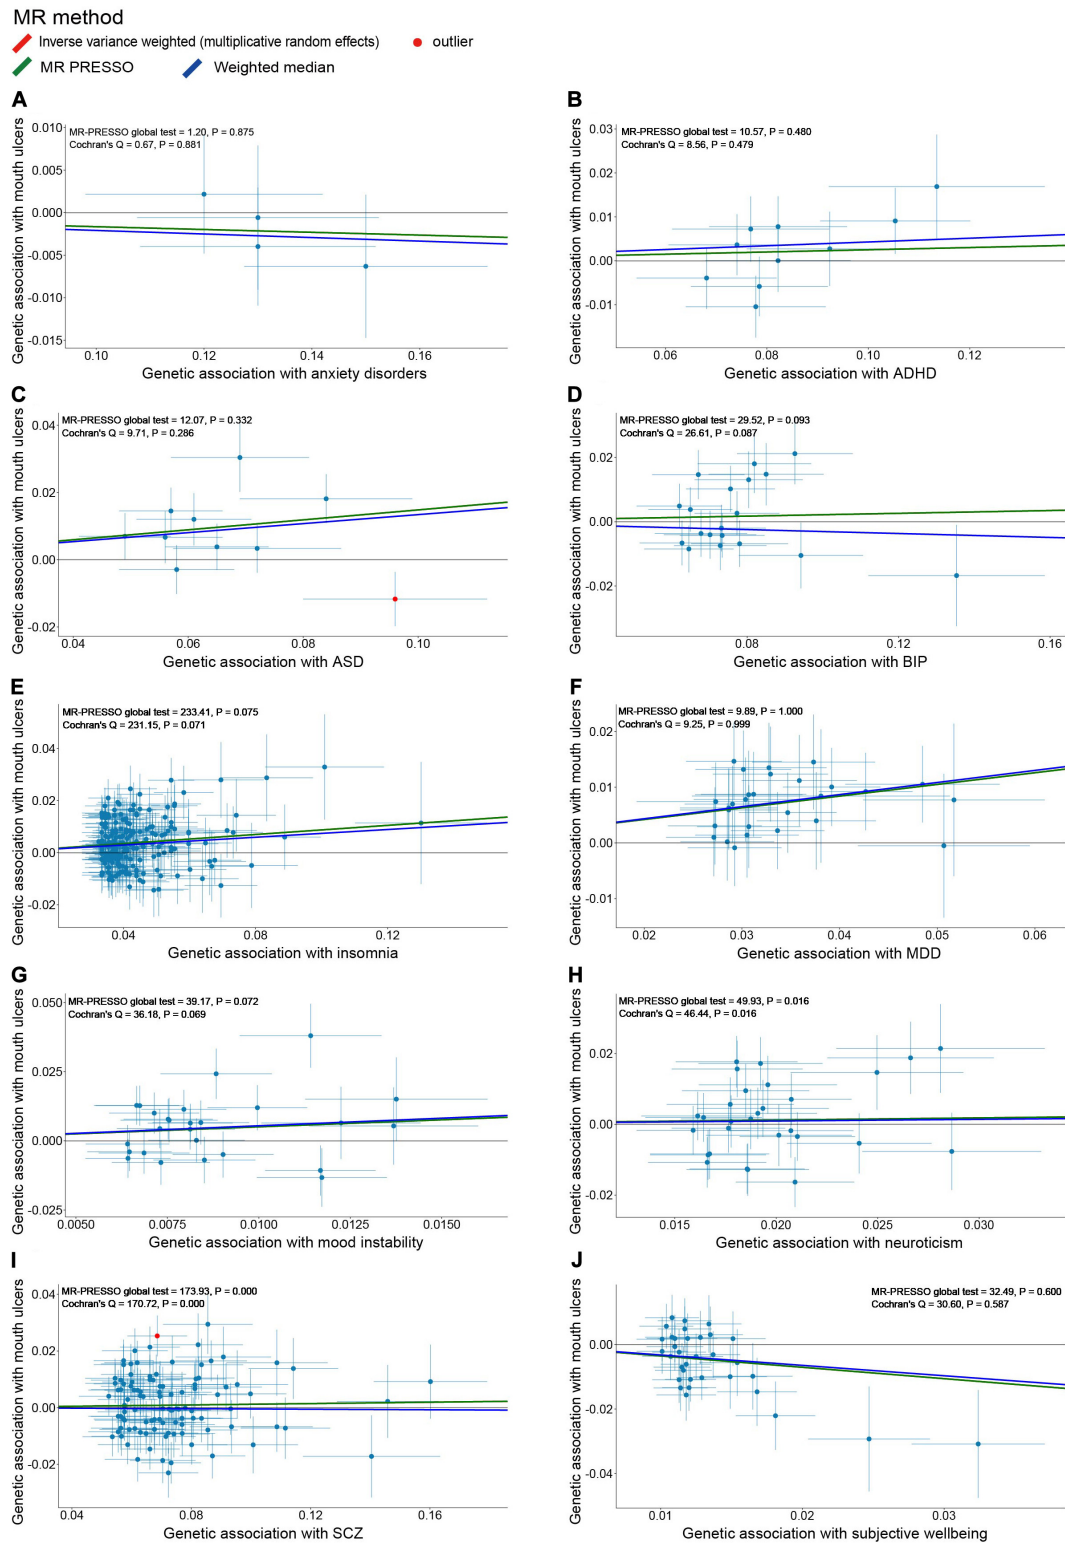 MR method
Inverse variance weighted (multiplicative random effects) outlier
MR PRESSO Weighted median
A
MR-PRESSO global test = 1.20, P = 0.875
Cochran's Q = 0.67, P = 0.881
Genetic association with mouth ulcers
0.010
0.005
0.000
-0.005
-0.010
-0.015
0.10 0.12 0.14 0.16
Genetic association with anxiety disorders
B
MR-PRESSO global test = 10.57, P = 0.480
Cochran's Q = 8.56, P = 0.479
Genetic association with mouth ulcers
0.03
0.02
0.01
0.00
-0.01
0.06 0.08 0.10 0.12
Genetic association with ADHD
C
MR-PRESSO global test = 12.07, P = 0.332
Cochran's Q = 9.71, P = 0.286
Genetic association with mouth ulcers
0.04
0.02
0.00
-0.02
0.04 0.06 0.08 0.10
Genetic association with ASD
D
MR-PRESSO global test = 29.52, P = 0.093
Cochran's Q = 26.61, P = 0.087
Genetic association with mouth ulcers
0.02
0.00
-0.02
0.08 0.12 0.16
Genetic association with BIP
E
MR-PRESSO global test = 233.41, P = 0.075
Cochran's Q = 231.15, P = 0.071
Genetic association with mouth ulcers
0.04
0.02
0.00
-0.02
0.04 0.08 0.12
Genetic association with insomnia
F
MR-PRESSO global test = 9.89, P = 1.000
Cochran's Q = 9.25, P = 0.999
Genetic association with mouth ulcers
0.02
0.01
0.00
-0.01
0.02 0.03 0.04 0.05 0.06
Genetic association with MDD
G
MR-PRESSO global test = 39.17, P = 0.072
Cochran's Q = 36.18, P = 0.069
Genetic association with mouth ulcers
0.050
0.025
0.000
-0.025
0.0050 0.0075 0.0100 0.0125 0.0150
Genetic association with mood instability
H
MR-PRESSO global test = 49.93, P = 0.016
Cochran's Q = 46.44, P = 0.016
Genetic association with mouth ulcers
0.02
0.00
-0.02
0.015 0.020 0.025 0.030
Genetic association with neuroticism
I
MR-PRESSO global test = 173.93, P = 0.000
Cochran's Q = 170.72, P = 0.000
Genetic association with mouth ulcers
0.04
0.02
0.00
-0.02
0.04 0.08 0.12 0.16
Genetic association with SCZ
J
MR-PRESSO global test = 32.49, P = 0.600
Cochran's Q = 30.60, P = 0.587
Genetic association with mouth ulcers
0.00
-0.02
-0.04
0.01 0.02 0.03
Genetic association with subjective wellbeing